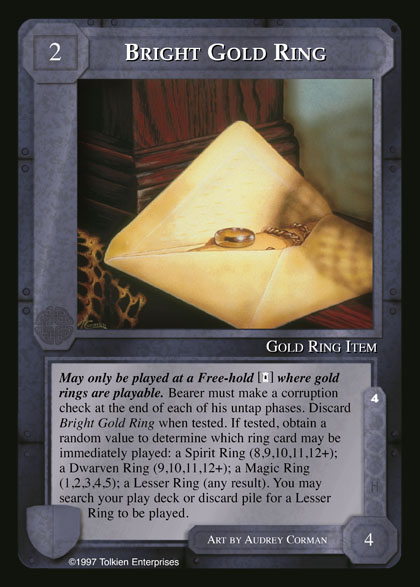 2
BRIGHT GOLD RING
GOLD RING ITEM
May only be played at a Free-hold [ ] where gold
rings are playable. Bearer must make a corruption
check at the end of each of his untap phases. Discard
Bright Gold Ring when tested. If tested, obtain a
random value to determine which ring card may be
immediately played: a Spirit Ring (8,9,10,11,12+);
a Dwarven Ring (9,10,11,12+); a Magic Ring
(1,2,3,4,5); a Lesser Ring (any result). You may
search your play deck or discard pile for a Lesser
Ring to be played.
4
ART BY AUDREY CORMAN
4
©1997 Tolkien Enterprises